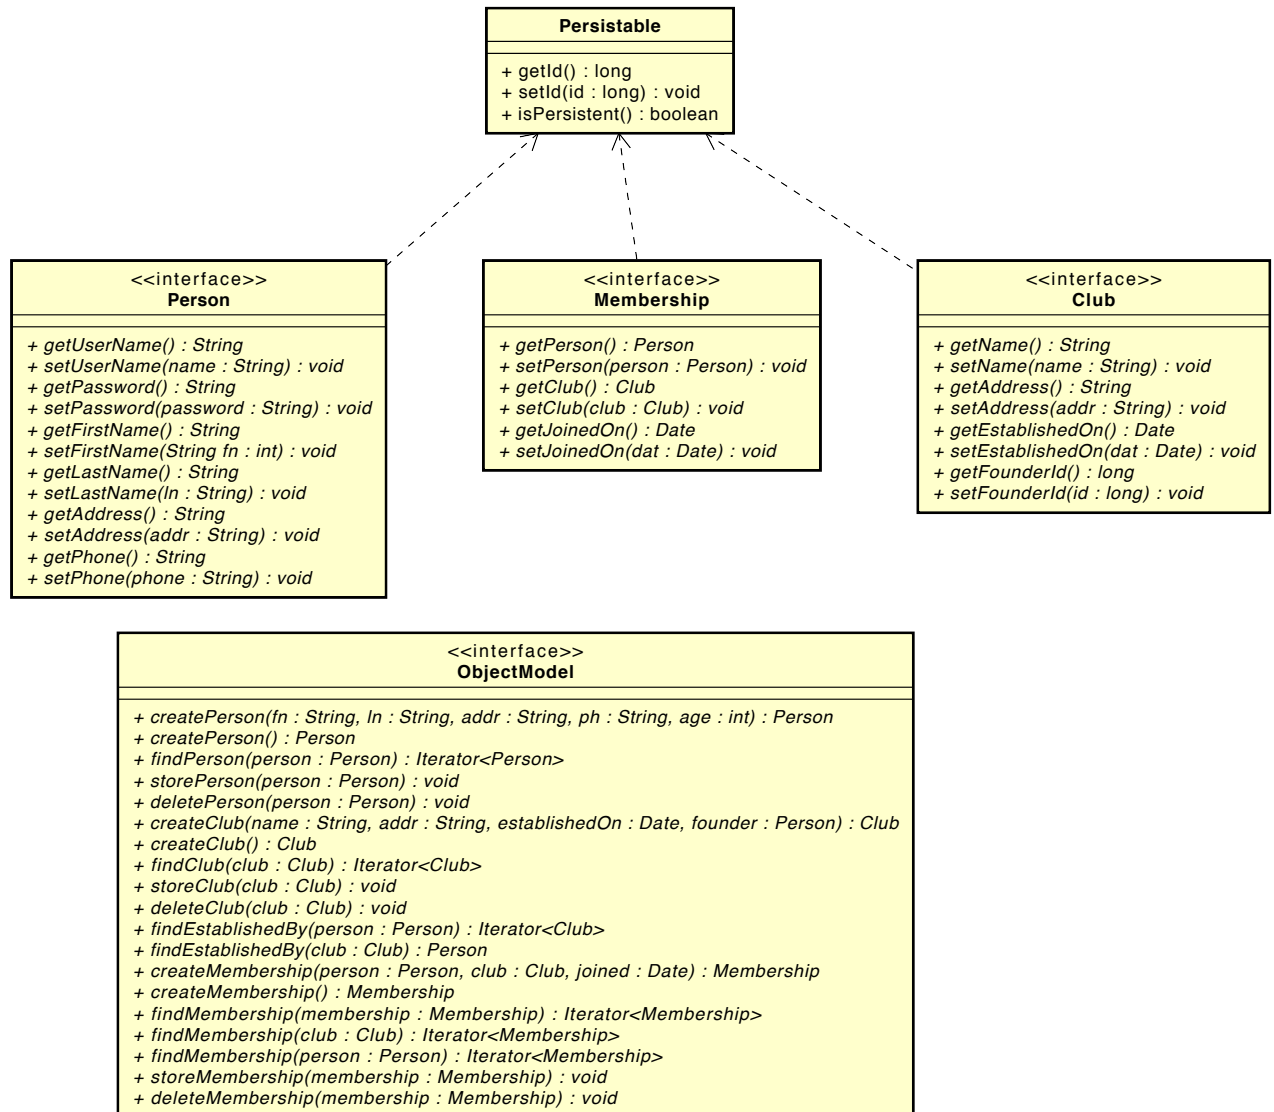 Persistable
+ getId() : long
+ setId(id : long) : void
+ isPersistent() : boolean
<<interface>>
Person
+ getUserName() : String
+ setUserName(name : String) : void
+ getPassword() : String
+ setPassword(password : String) : void
+ getFirstName() : String
+ setFirstName(String fn : int) : void
+ getLastName() : String
+ setLastName(ln : String) : void
+ getAddress() : String
+ setAddress(addr : String) : void
+ getPhone() : String
+ setPhone(phone : String) : void
<<interface>>
Membership
+ getPerson() : Person
+ setPerson(person : Person) : void
+ getClub() : Club
+ setClub(club : Club) : void
+ getJoinedOn() : Date
+ setJoinedOn(dat : Date) : void
<<interface>>
Club
+ getName() : String
+ setName(name : String) : void
+ getAddress() : String
+ setAddress(addr : String) : void
+ getEstablishedOn() : Date
+ setEstablishedOn(dat : Date) : void
+ getFounderId() : long
+ setFounderId(id : long) : void
<<interface>>
ObjectModel
+ createPerson(fn : String, ln : String, addr : String, ph : String, age : int) : Person
+ createPerson() : Person
+ findPerson(person : Person) : Iterator<Person>
+ storePerson(person : Person) : void
+ deletePerson(person : Person) : void
+ createClub(name : String, addr : String, establishedOn : Date, founder : Person) : Club
+ createClub() : Club
+ findClub(club : Club) : Iterator<Club>
+ storeClub(club : Club) : void
+ deleteClub(club : Club) : void
+ findEstablishedBy(person : Person) : Iterator<Club>
+ findEstablishedBy(club : Club) : Person
+ createMembership(person : Person, club : Club, joined : Date) : Membership
+ createMembership() : Membership
+ findMembership(membership : Membership) : Iterator<Membership>
+ findMembership(club : Club) : Iterator<Membership>
+ findMembership(person : Person) : Iterator<Membership>
+ storeMembership(membership : Membership) : void
+ deleteMembership(membership : Membership) : void